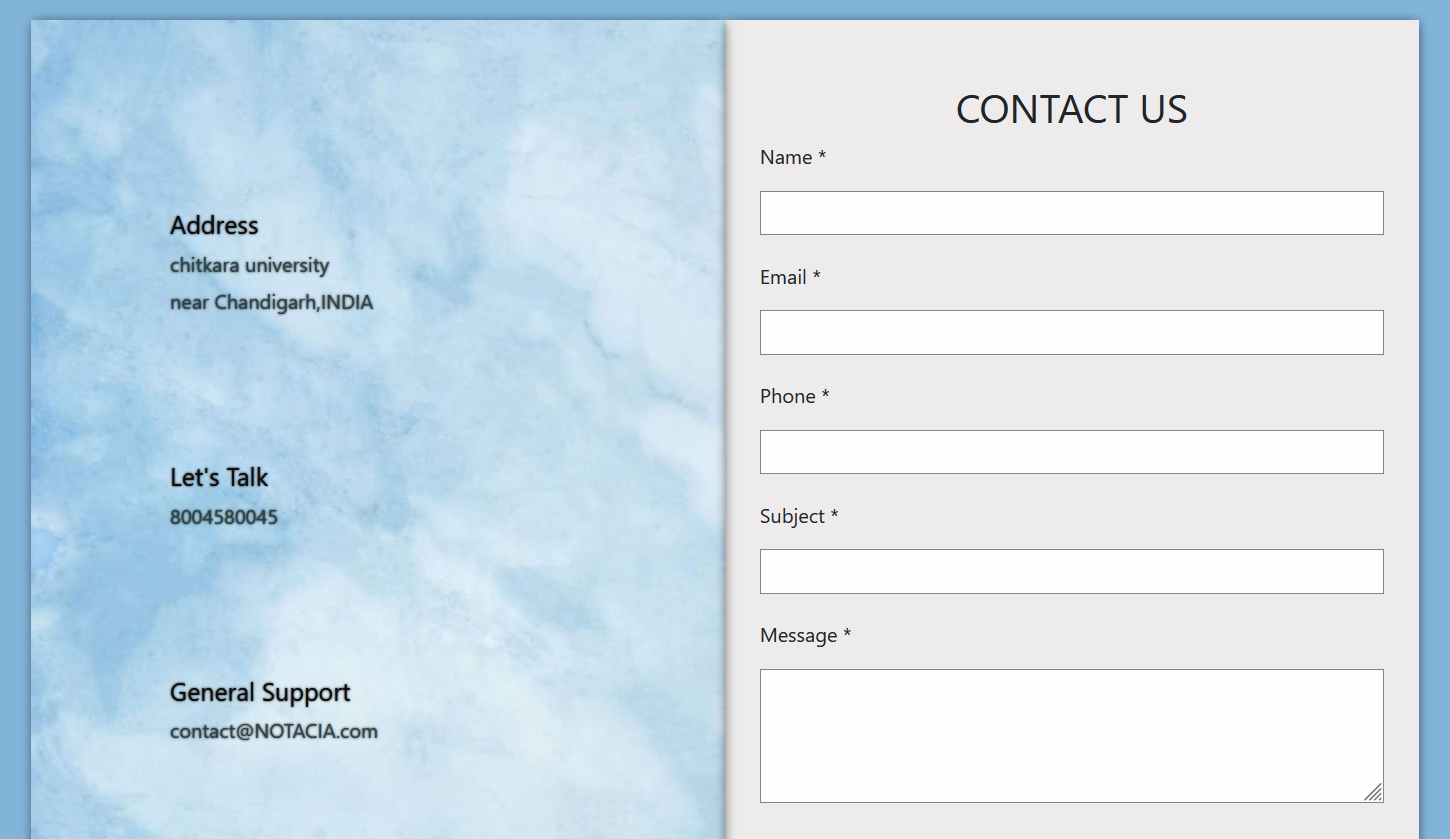 Address
chitkara university
near Chandigarh,INDIA
Let's Talk
8004580045
General Support
contact@NOTACIA.com
CONTACT US
Name *
Email *
Phone *
Subject *
Message *